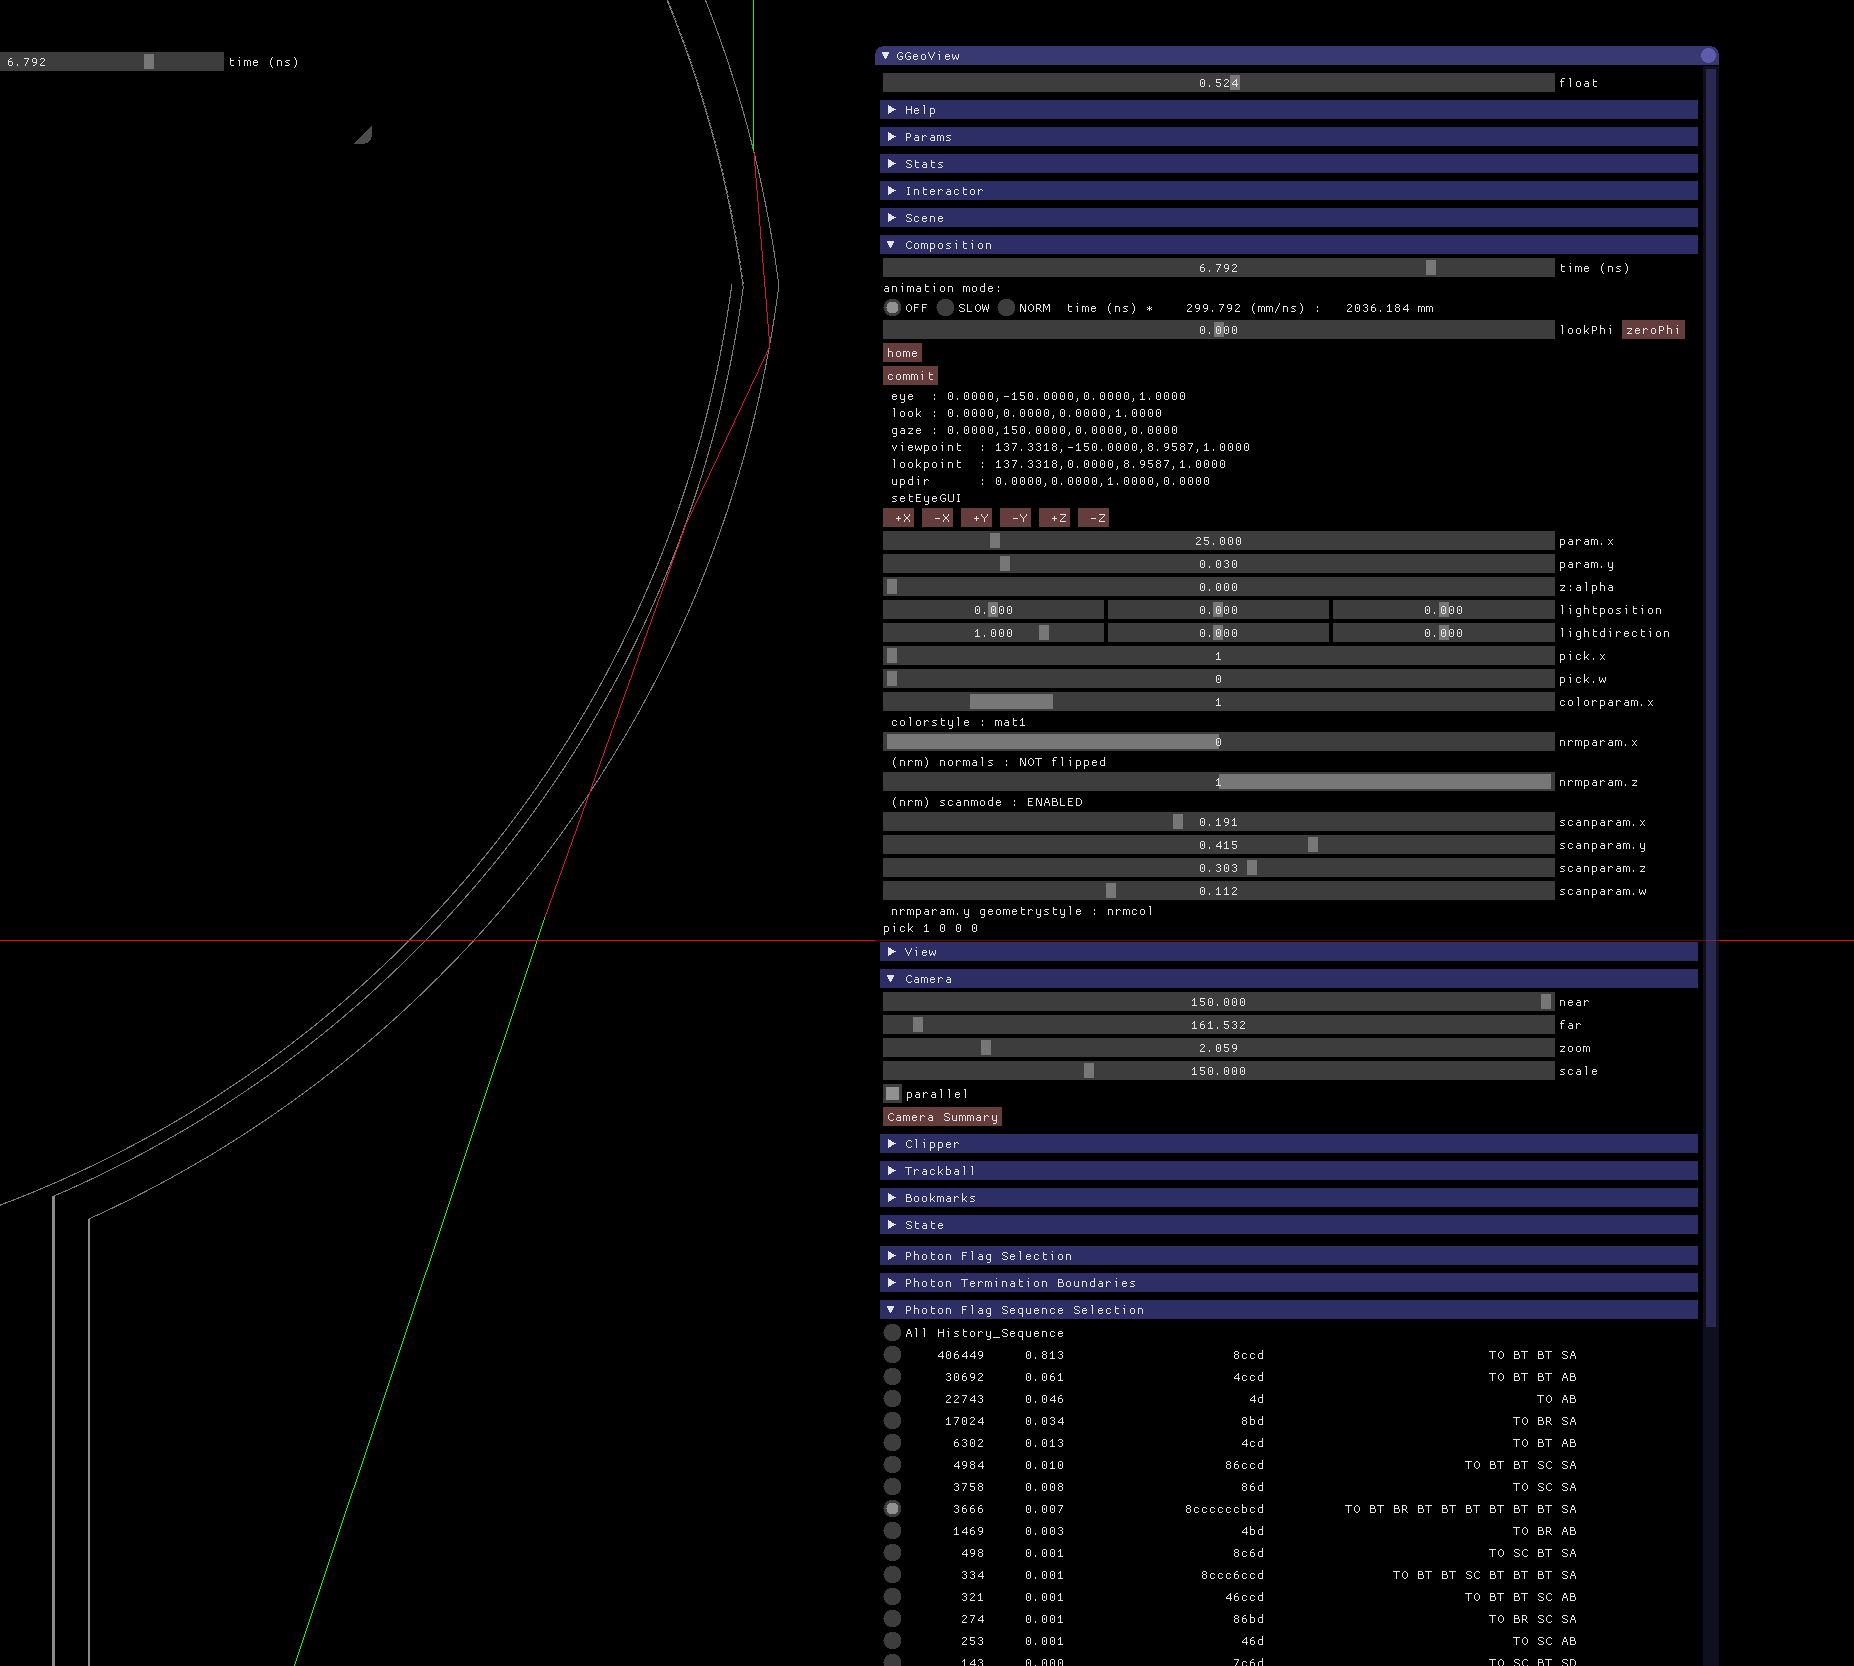 6.792 time (ns)
GGeoView
0.524 float
Help
Params
Stats
Interactor
Scene
Composition
6.792 time (ns)
animation mode:
OFF SLOW NORM time (ns) * 299.792 (mm/ns) : 2036.184 mm
0.000 lookPhi zeroPhi
home
commit
eye : 0.0000,-150.0000,0.0000,1.0000
look : 0.0000,0.0000,0.0000,1.0000
gaze : 0.0000,150.0000,0.0000,0.0000
viewpoint : 137.3318,-150.0000,8.9587,1.0000
lookpoint : 137.3318,0.0000,8.9587,1.0000
updir : 0.0000,0.0000,1.0000,0.0000
setEyeGUI
+X -X +Y -Y +Z -Z
25.000 param.x
0.030 param.y
0.000 z:alpha
0.000 0.000 0.000 lightposition
1.000 0.000 0.000 lightdirection
1 pick.x
0 pick.w
1 colorparam.x
colorstyle : mat1
0 nrmparam.x
(nrm) normals : NOT flipped
1 nrmparam.z
(nrm) scanmode : ENABLED
0.191 scanparam.x
0.415 scanparam.y
0.303 scanparam.z
0.112 scanparam.w
nrmparam.y geometrystyle : nrmcol
pick 1 0 0 0
View
Camera
150.000 near
161.532 far
2.059 zoom
150.000 scale
parallel
Camera Summary
Clipper
Trackball
Bookmarks
State
Photon Flag Selection
Photon Termination Boundaries
Photon Flag Sequence Selection
All History_Sequence
406449 0.813 8ccd TO BT BT SA
30692 0.061 4ccd TO BT BT AB
22743 0.046 4d TO AB
17024 0.034 8bd TO BR SA
6302 0.013 4cd TO BT AB
4984 0.010 86ccd TO BT BT SC SA
3758 0.008 86d TO SC SA
3666 0.007 8ccccccbcd TO BT BR BT BT BT BT BT BT SA
1469 0.003 4bd TO BR AB
498 0.001 8c6d TO SC BT SA
334 0.001 8ccc6ccd TO BT BT SC BT BT BT SA
321 0.001 46ccd TO BT BT SC AB
274 0.001 86bd TO BR SC SA
253 0.001 46d TO SC AB
143 0.000 7c6d TO SC BT SD